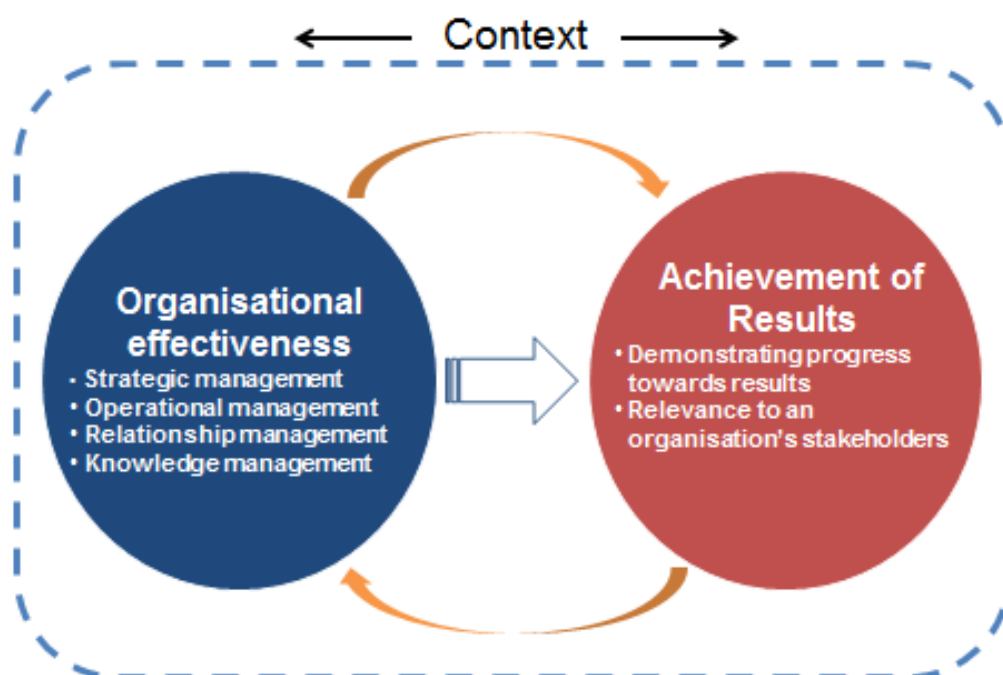 Context
Organisational
effectiveness
• Strategic management
• Operational management
• Relationship management
• Knowledge management
Achievement of
Results
• Demonstrating progress
towards results
• Relevance to an
organisation's stakeholders